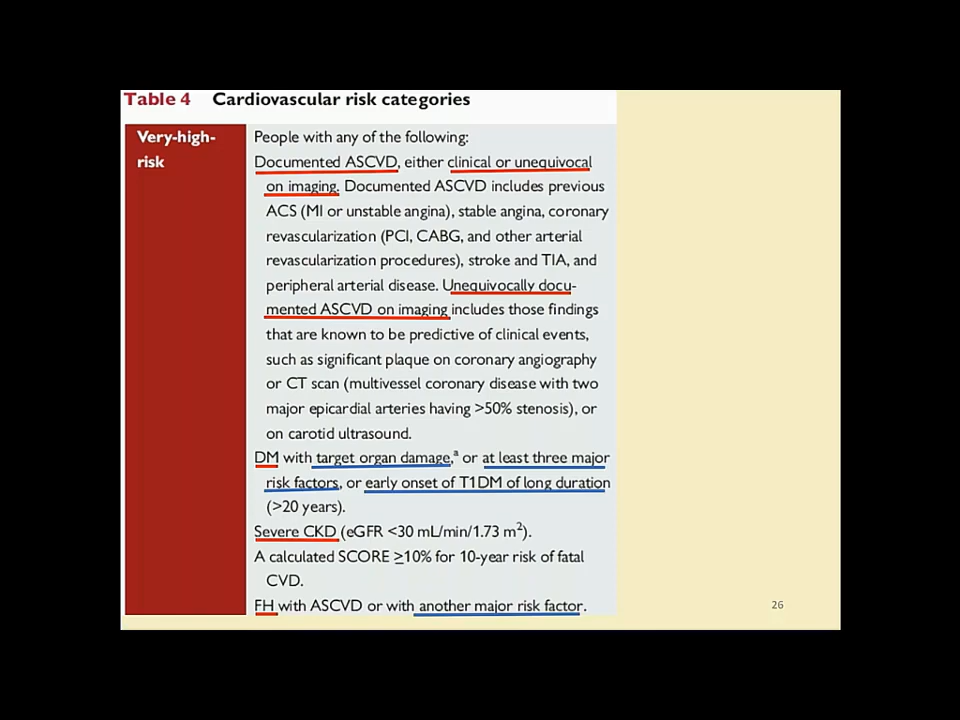 Table 4 Cardiovascular risk categories
Very-high-
risk
People with any of the following:
Documented ASCVD, either clinical or unequivocal
on imaging. Documented ASCVD includes previous
ACS (MI or unstable angina), stable angina, coronary
revascularization (PCI, CABG, and other arterial
revascularization procedures), stroke and TIA, and
peripheral arterial disease. Unequivocally docu-
mented ASCVD on imaging includes those findings
that are known to be predictive of clinical events,
such as significant plaque on coronary angiography
or CT scan (multivessel coronary disease with two
major epicardial arteries having >50% stenosis), or
on carotid ultrasound.
DM with target organ damage,ᵃ or at least three major
risk factors, or early onset of T1DM of long duration
(>20 years).
Severe CKD (eGFR <30 mL/min/1.73 m²).
A calculated SCORE ≥10% for 10-year risk of fatal
CVD.
FH with ASCVD or with another major risk factor.
26